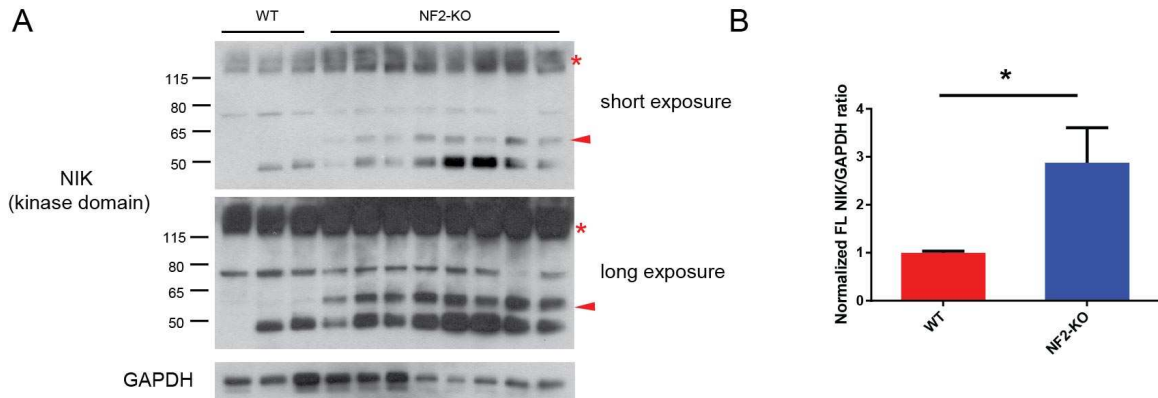 A
WT
NF2-KO
*
115
80
65
50
short exposure
NIK
(kinase domain)
*
115
80
65
50
long exposure
GAPDH
B
*
Normalized FL NIK/GAPDH ratio
4
3
2
1
0
WT
NF2-KO